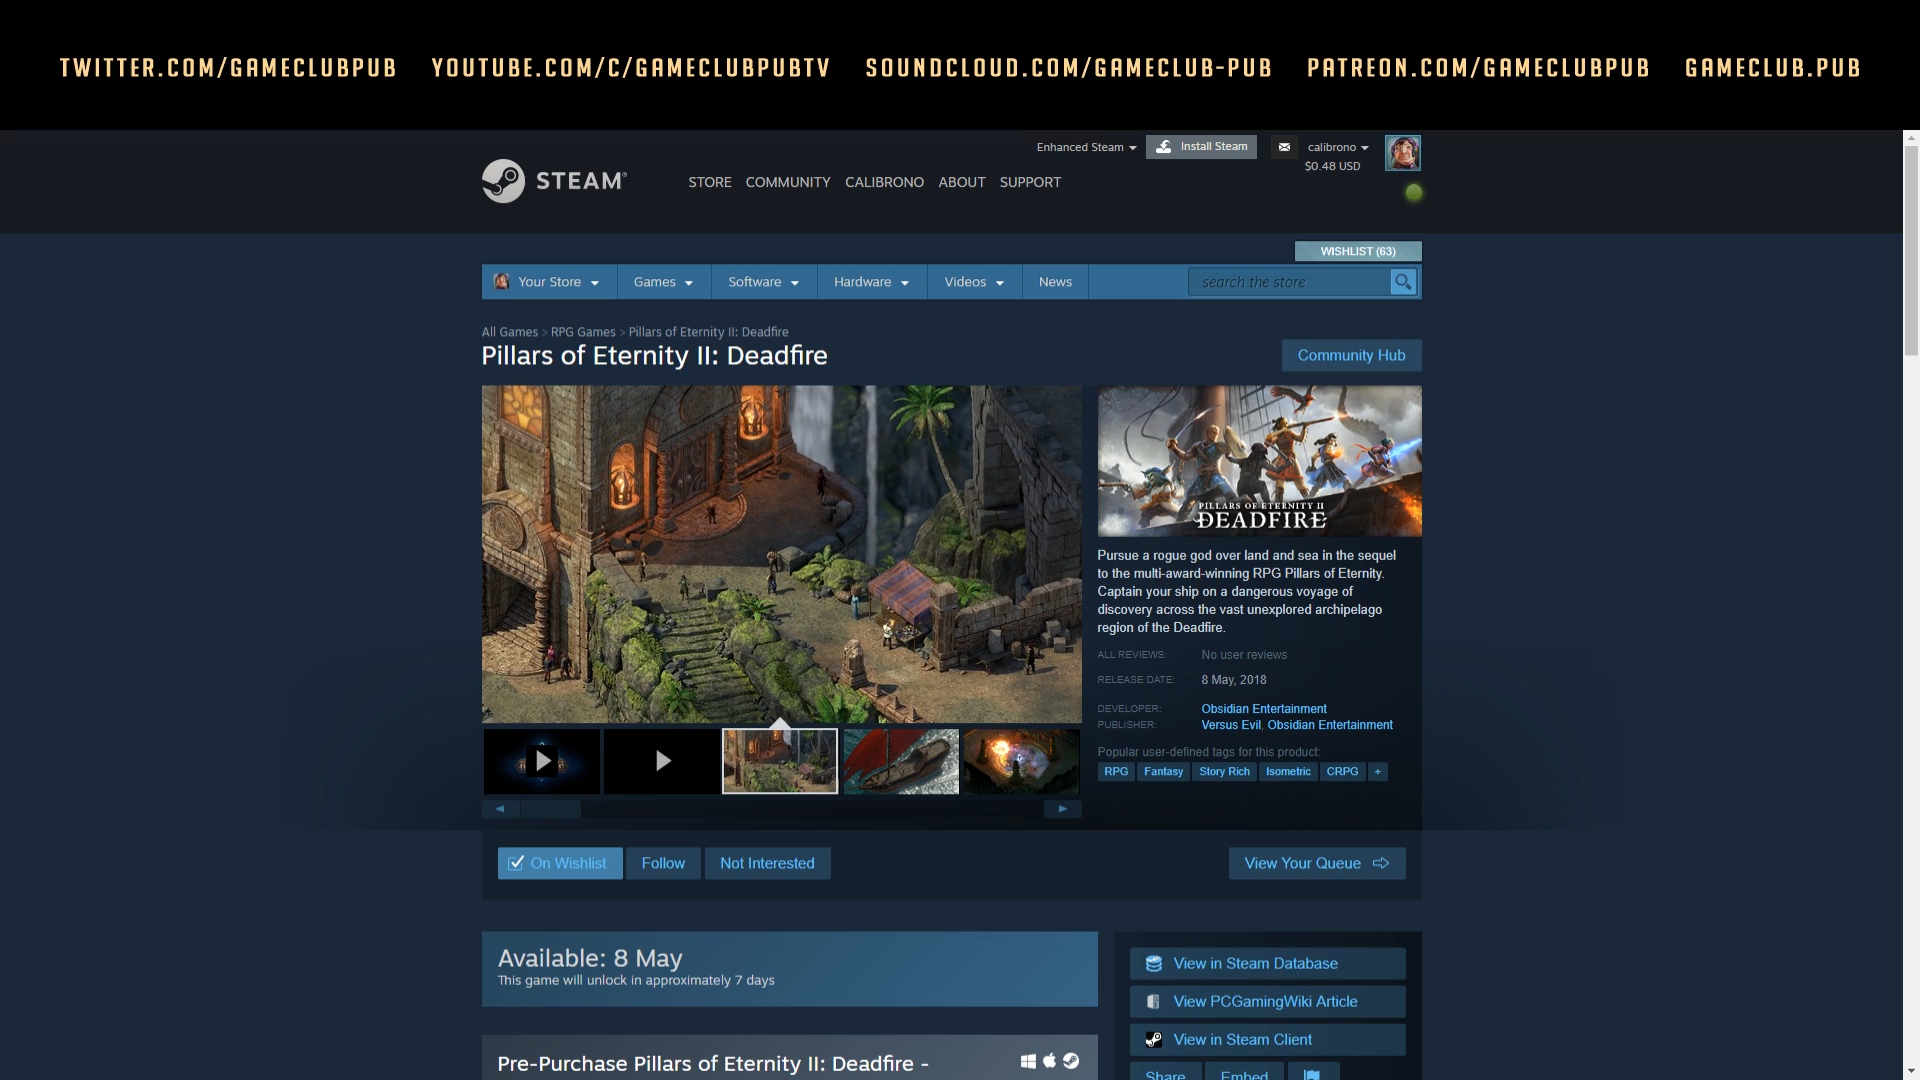 TWITTER.COM/GAMECLUBPUB YOUTUBE.COM/C/GAMECLUBPUBTV SOUNDCLOUD.COM/GAMECLUB-PUB PATREON.COM/GAMECLUBPUB GAMECLUB.PUB
Enhanced Steam Install Steam calibrono
$0.48 USD
STEAM®
STORE COMMUNITY CALIBRONO ABOUT SUPPORT
WISHLIST (63)
Your Store Games Software Hardware Videos News search the store
All Games > RPG Games > Pillars of Eternity II: Deadfire
Pillars of Eternity II: Deadfire
Community Hub
PILLARS OF ETERNITY II
DEADFIRE
Pursue a rogue god over land and sea in the sequel
to the multi-award-winning RPG Pillars of Eternity.
Captain your ship on a dangerous voyage of
discovery across the vast unexplored archipelago
region of the Deadfire.
ALL REVIEWS: No user reviews
RELEASE DATE: 8 May, 2018
DEVELOPER: Obsidian Entertainment
PUBLISHER: Versus Evil, Obsidian Entertainment
Popular user-defined tags for this product:
RPG Fantasy Story Rich Isometric CRPG +
On Wishlist Follow Not Interested View Your Queue
Available: 8 May
This game will unlock in approximately 7 days
View in Steam Database
View PCGamingWiki Article
View in Steam Client
Share Embed
Pre-Purchase Pillars of Eternity II: Deadfire -